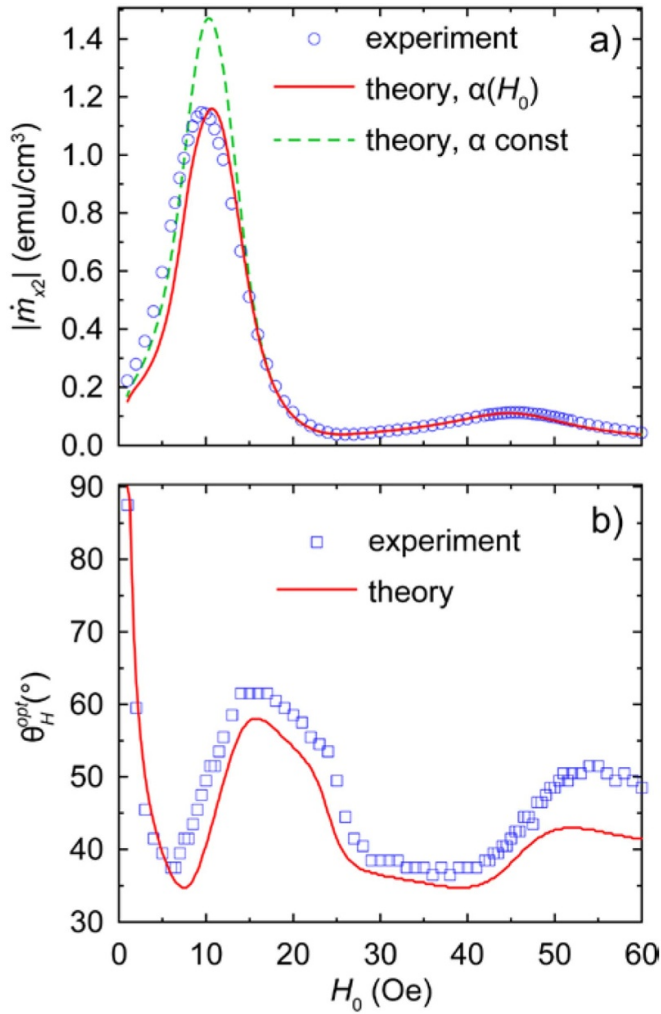 a)
experiment
theory, α(H₀)
theory, α const
|ṁₓ₂| (emu/cm³)
1.4
1.2
1.0
0.8
0.6
0.4
0.2
0.0
b)
experiment
theory
θ_H^opt(°)
90
80
70
60
50
40
30
0 10 20 30 40 50 60
H₀ (Oe)